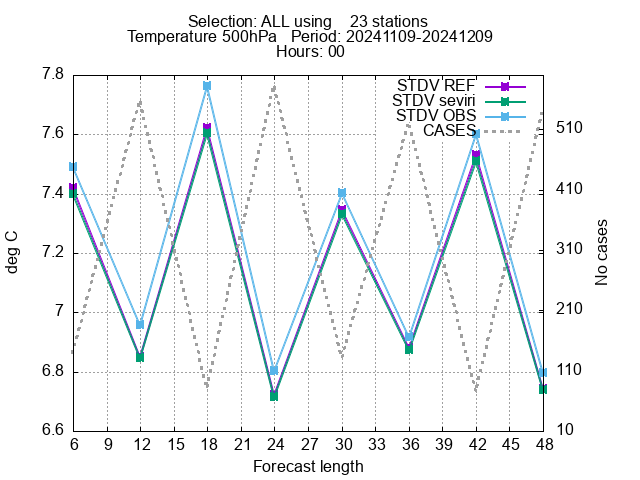 Selection: ALL using    23 stations
Temperature 500hPa   Period: 20241109-20241209
Hours: 00
STDV REF
STDV seviri
STDV OBS
CASES
7.8
7.6
7.4
7.2
7
6.8
6.6
deg C
510
410
310
210
110
10
No cases
6 9 12 15 18 21 24 27 30 33 36 39 42 45 48
Forecast length